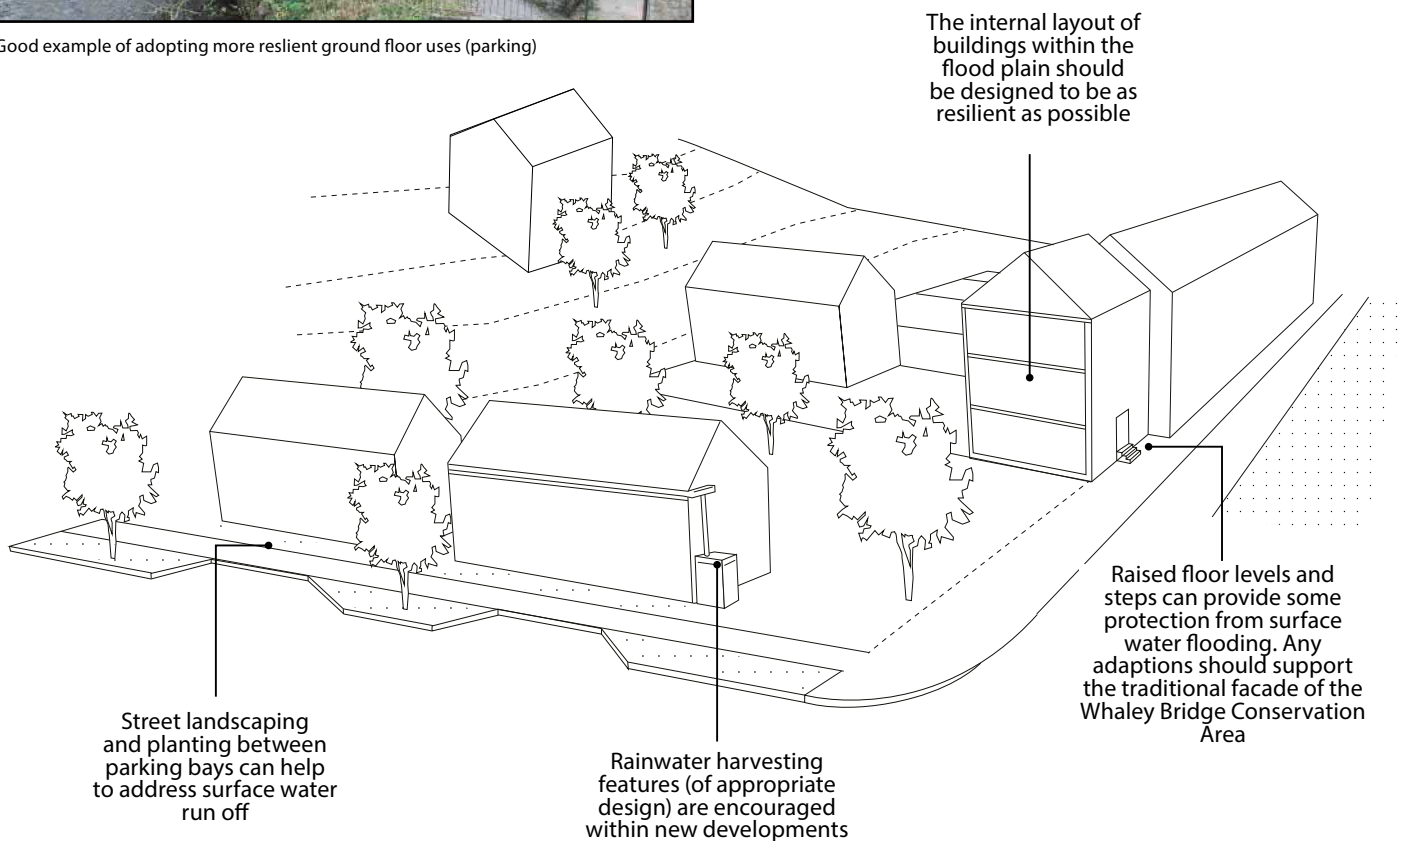 Good example of adopting more reslient ground floor uses (parking)
The internal layout of
buildings within the
flood plain should
be designed to be as
resilient as possible
Raised floor levels and
steps can provide some
protection from surface
water flooding. Any
adaptions should support
the traditional facade of the
Whaley Bridge Conservation
Area
Street landscaping
and planting between
parking bays can help
to address surface water
run off
Rainwater harvesting
features (of appropriate
design) are encouraged
within new developments